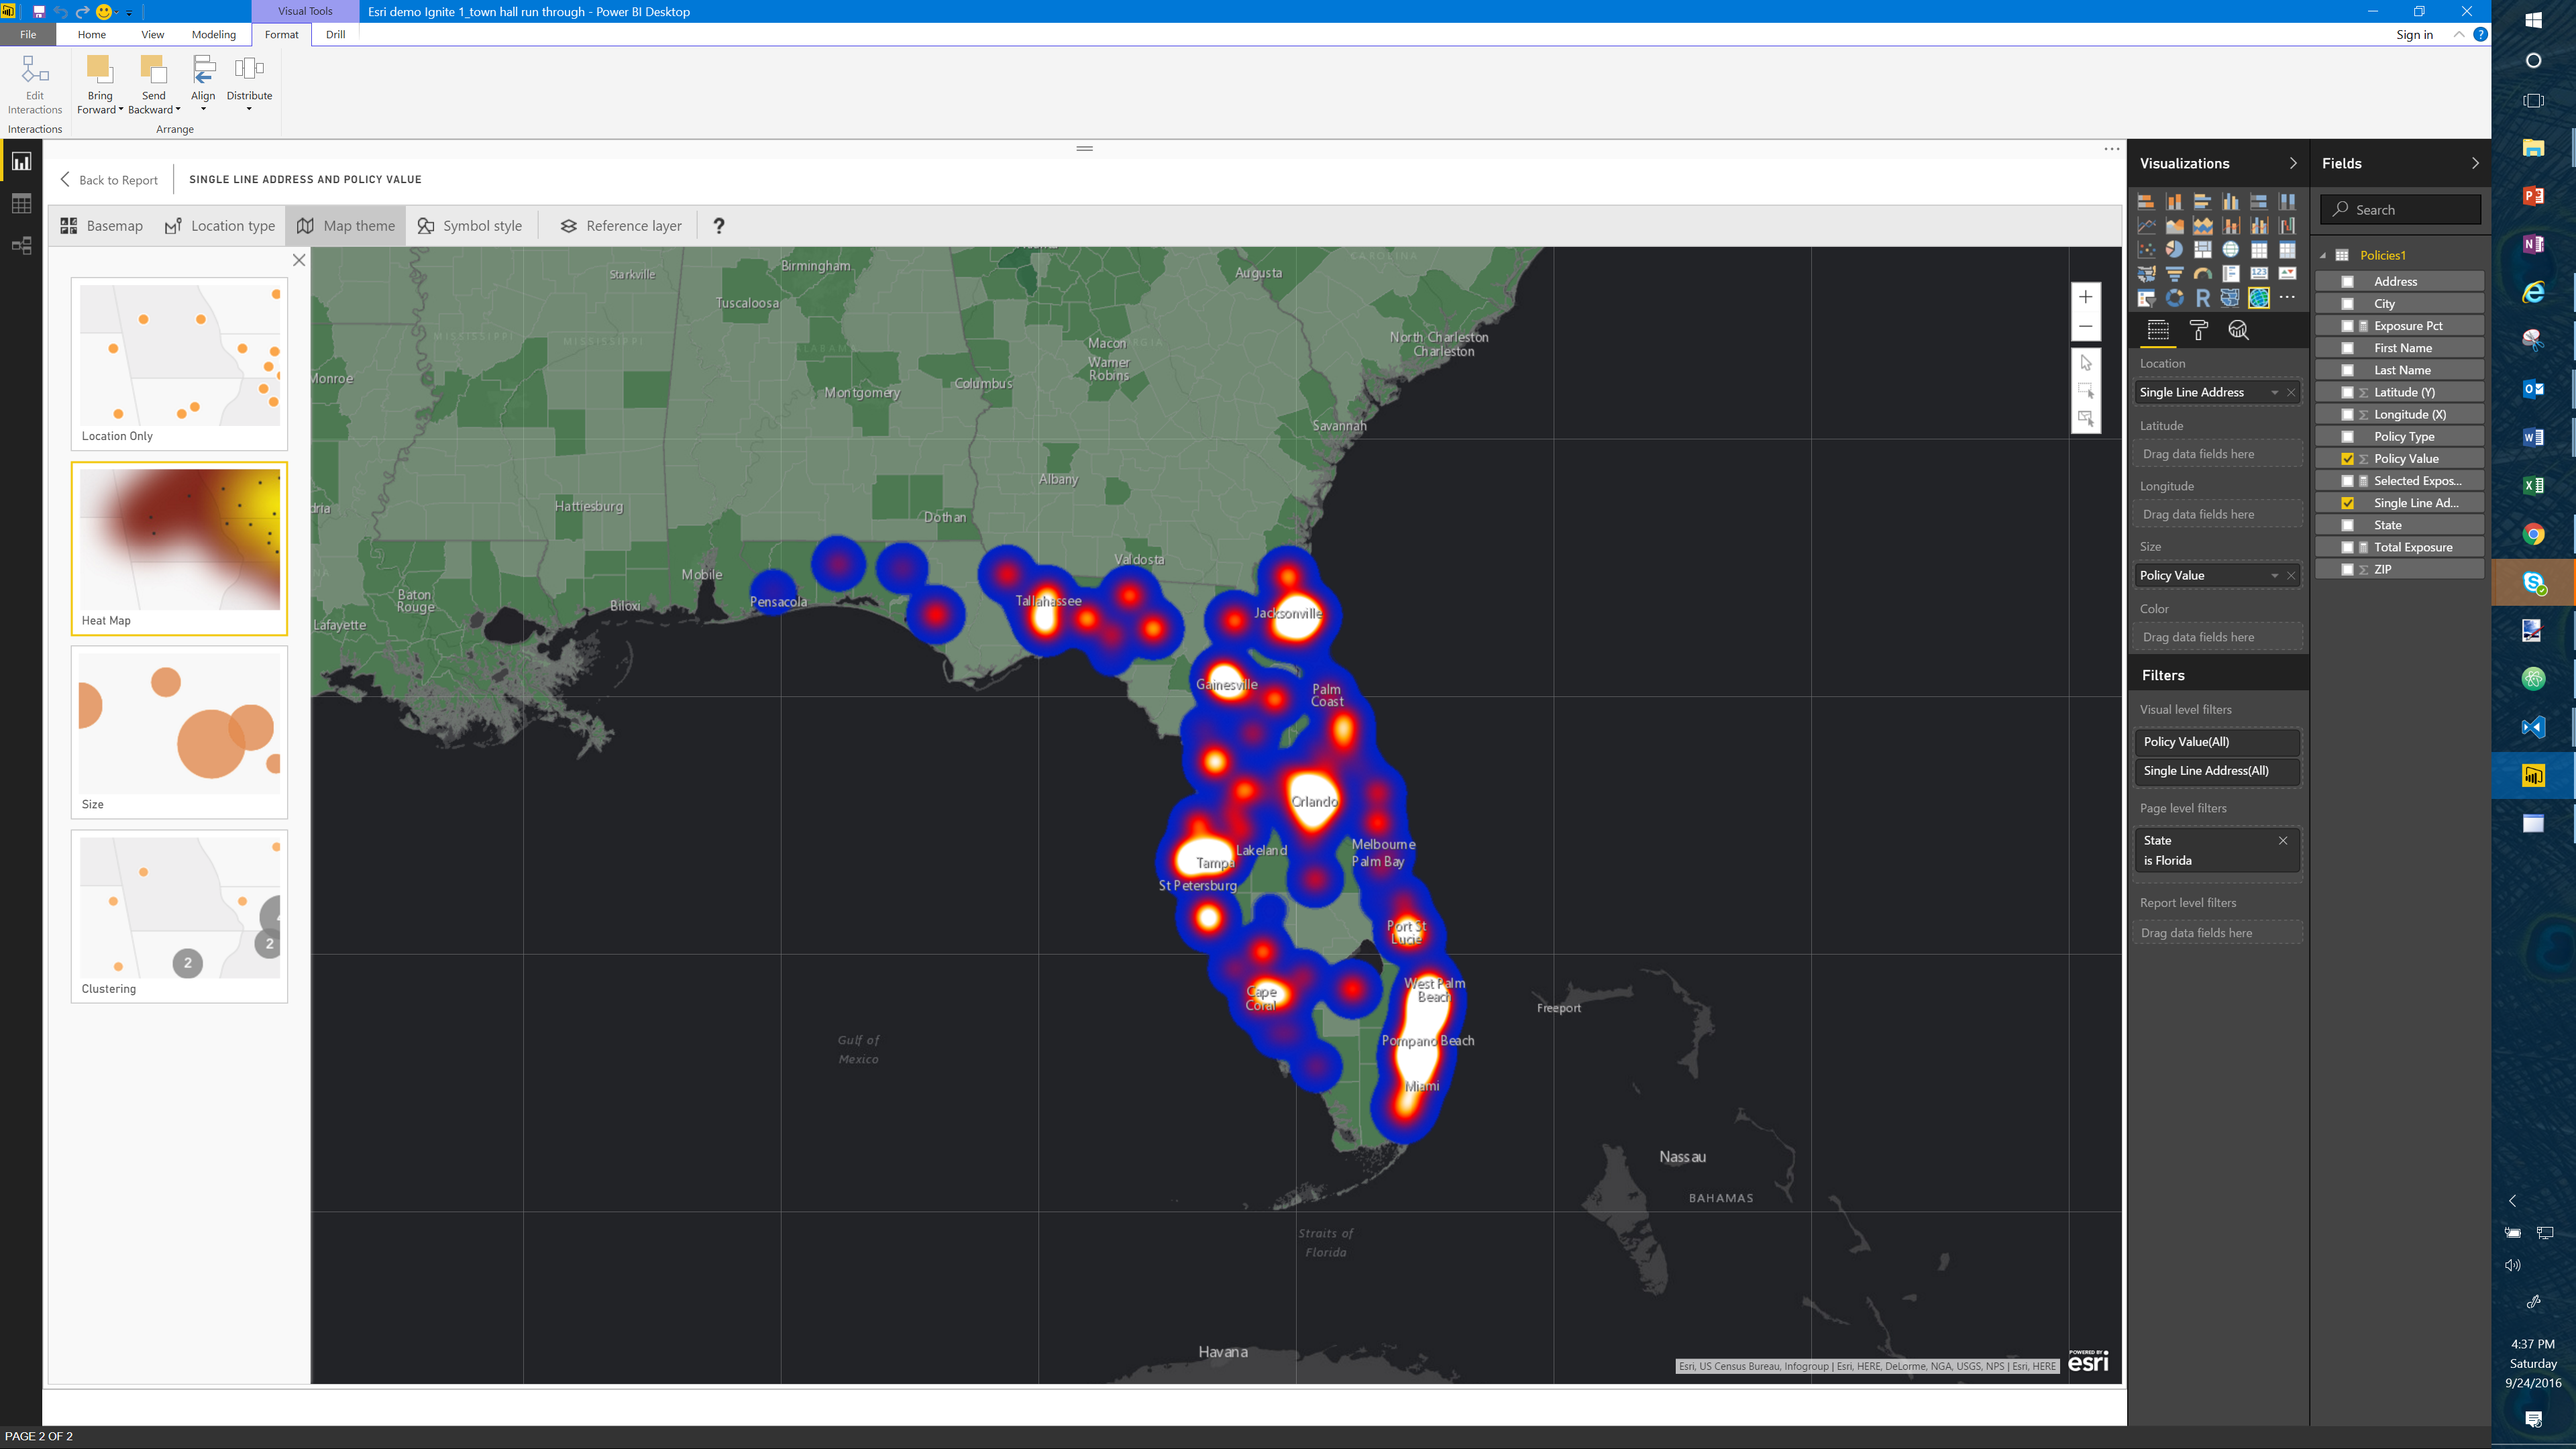 Visual Tools
Esri demo Ignite 1_town hall run through - Power BI Desktop
File
Home
View
Modeling
Format
Drill
Sign in
?
Edit
Interactions
Bring
Forward
Send
Backward
Align
Distribute
Interactions
Arrange
Back to Report
SINGLE LINE ADDRESS AND POLICY VALUE
Basemap
Location type
Map theme
Symbol style
Reference layer
?
Location Only
Heat Map
Size
2
2
Clustering
Starkville
Birmingham
Tuscaloosa
Augusta
CAROLINA
MISSISSIPPI
MISSISSIPPI
ALABAMA
Macon
Warner
Robins
North Charleston
Charleston
Monroe
Montgomery
Columbus
Savannah
Albany
Hattiesburg
Dothan
Valdosta
Mobile
Pensacola
Tallahassee
Jacksonville
Baton
Rouge
Biloxi
Lafayette
Gainesville
Palm
Coast
Orlando
Lakeland
Tampa
St Petersburg
Melbourne
Palm Bay
Port St
Lucie
Cape
Coral
West Palm
Beach
Pompano Beach
Miami
Freeport
Gulf of
Mexico
Nassau
BAHAMAS
Straits of
Florida
Havana
Esri, US Census Bureau, Infogroup | Esri, HERE, DeLorme, NGA, USGS, NPS | Esri, HERE
POWERED BY
esri
Visualizations
Location
Single Line Address
Latitude
Drag data fields here
Longitude
Drag data fields here
Size
Policy Value
Color
Drag data fields here
Filters
Visual level filters
Policy Value(All)
Single Line Address(All)
Page level filters
State
is Florida
Report level filters
Drag data fields here
Fields
Search
Policies1
Address
City
Exposure Pct
First Name
Last Name
Latitude (Y)
Longitude (X)
Policy Type
Policy Value
Selected Expos...
Single Line Ad...
State
Total Exposure
ZIP
4:37 PM
Saturday
9/24/2016
PAGE 2 OF 2